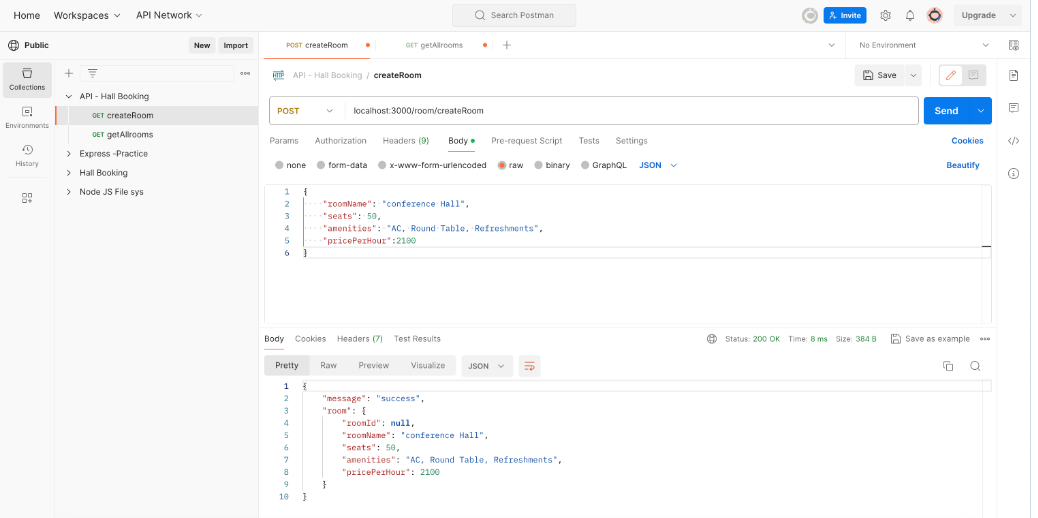 Home Workspaces API Network Search Postman Invite Upgrade
Public New Import POST createRoom GET getAllrooms No Environment
Collections
Environments
History
API - Hall Booking
GET createRoom
GET getAllrooms
Express -Practice
Hall Booking
Node JS File sys
HTTP API - Hall Booking / createRoom Save
POST localhost:3000/room/createRoom Send
Params Authorization Headers (9) Body Pre-request Script Tests Settings Cookies
none form-data x-www-form-urlencoded raw binary GraphQL JSON Beautify
1 {
2 "roomName": "conference Hall",
3 "seats": 50,
4 "amenities": "AC, Round Table, Refreshments",
5 "pricePerHour":2100
6 }
Body Cookies Headers (7) Test Results Status: 200 OK Time: 8 ms Size: 384 B Save as example
Pretty Raw Preview Visualize JSON
1 {
2 "message": "success",
3 "room": {
4 "roomId": null,
5 "roomName": "conference Hall",
6 "seats": 50,
7 "amenities": "AC, Round Table, Refreshments",
8 "pricePerHour": 2100
9 }
10 }